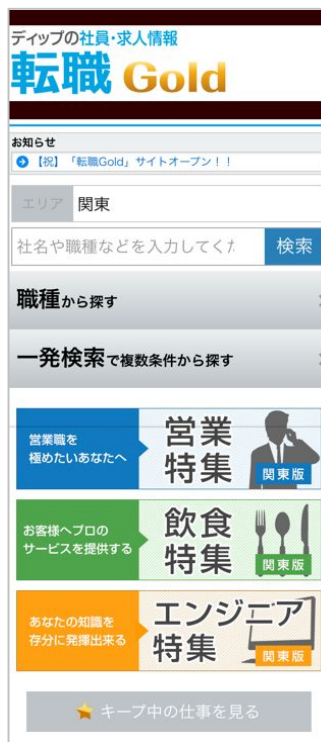 ディップの社員・求人情報
転職 Gold
お知らせ
【祝】「転職Gold」サイトオープン！！
エリア 関東
社名や職種などを入力してくだ 検索
職種から探す
一発検索で複数条件から探す
営業職を
極めたいあなたへ
営業
特集
関東版
お客様へプロの
サービスを提供する
飲食
特集
関東版
あなたの知識を
存分に発揮出来る
エンジニア
特集
関東版
キープ中の仕事を見る